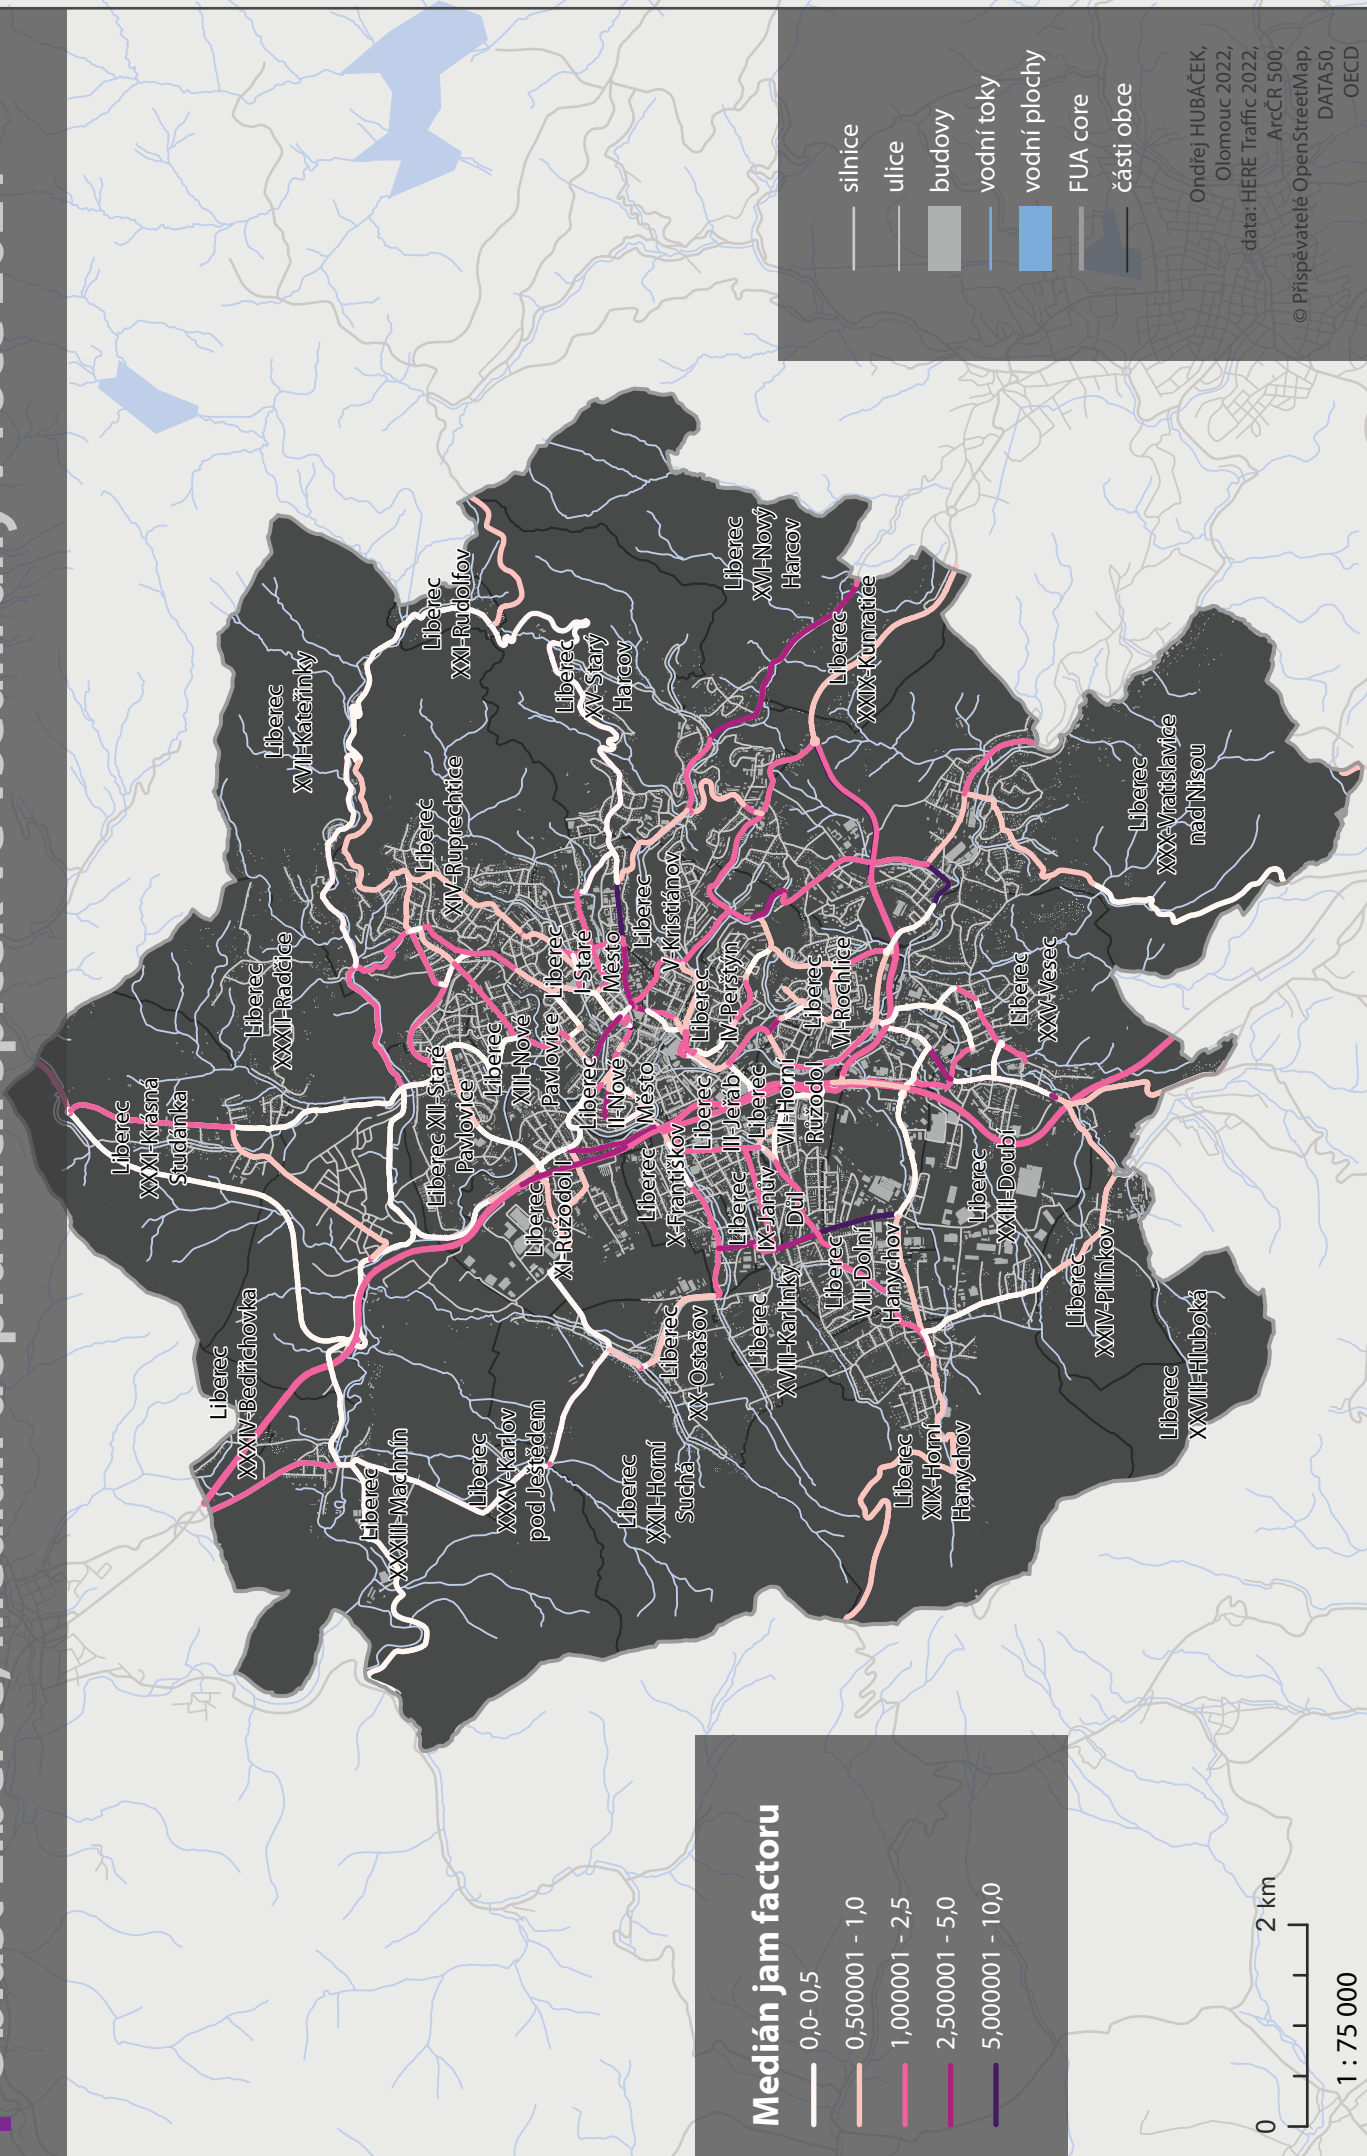 Liberec
XXXI-Krásná
Studánka
Liberec
XXXIV-Bedřichovka
Liberec
XXXII-Radčice
Liberec
XVII-Kateřinky
Liberec
XXXIII-Machnín
Liberec XII-Staré
Pavlovice
Liberec
XIV-Ruprechtice
Liberec
XXI-Rudolfov
Liberec
XXXV-Karlov
pod Ještědem
Liberec
XIII-Nové
Pavlovice
Liberec
XI-Růžodol I
Liberec
I-Staré
Město
Liberec
XV-Starý
Harcov
Liberec
II-Nové
Město
Liberec
XXII-Horní
Suchá
Liberec
X-Františkov
Liberec
V-Kristiánov
Liberec
XX-Ostašov
Liberec
III-Jeřáb
Liberec
IV-Perštýn
Liberec
IX-Janův
Důl
Liberec
XVI-Nový
Harcov
Liberec
XVIII-Karlinky
Liberec
VII-Horní
Růžodol
Liberec
VI-Rochlice
Liberec
VIII-Dolní
Hanychov
Liberec
XXIX-Kunratice
Liberec
XIX-Horní
Hanychov
Liberec
XXIII-Doubí
Liberec
XXV-Vesec
Liberec
XXIV-Pilínkov
Liberec
XXX-Vratislavice
nad Nisou
Liberec
XXVIII-Hluboká
Medián jam factoru
0,0- 0,5
0,500001 - 1,0
1,000001 - 2,5
2,500001 - 5,0
5,000001 - 10,0
0 2 km
1 : 75 000
silnice
ulice
budovy
vodní toky
vodní plochy
FUA core
části obce
Ondřej HUBÁČEK,
Olomouc 2022,
data: HERE Traffic 2022,
ArcČR 500,
© Přispěvatelé OpenStreetMap,
DATA50,
OECD